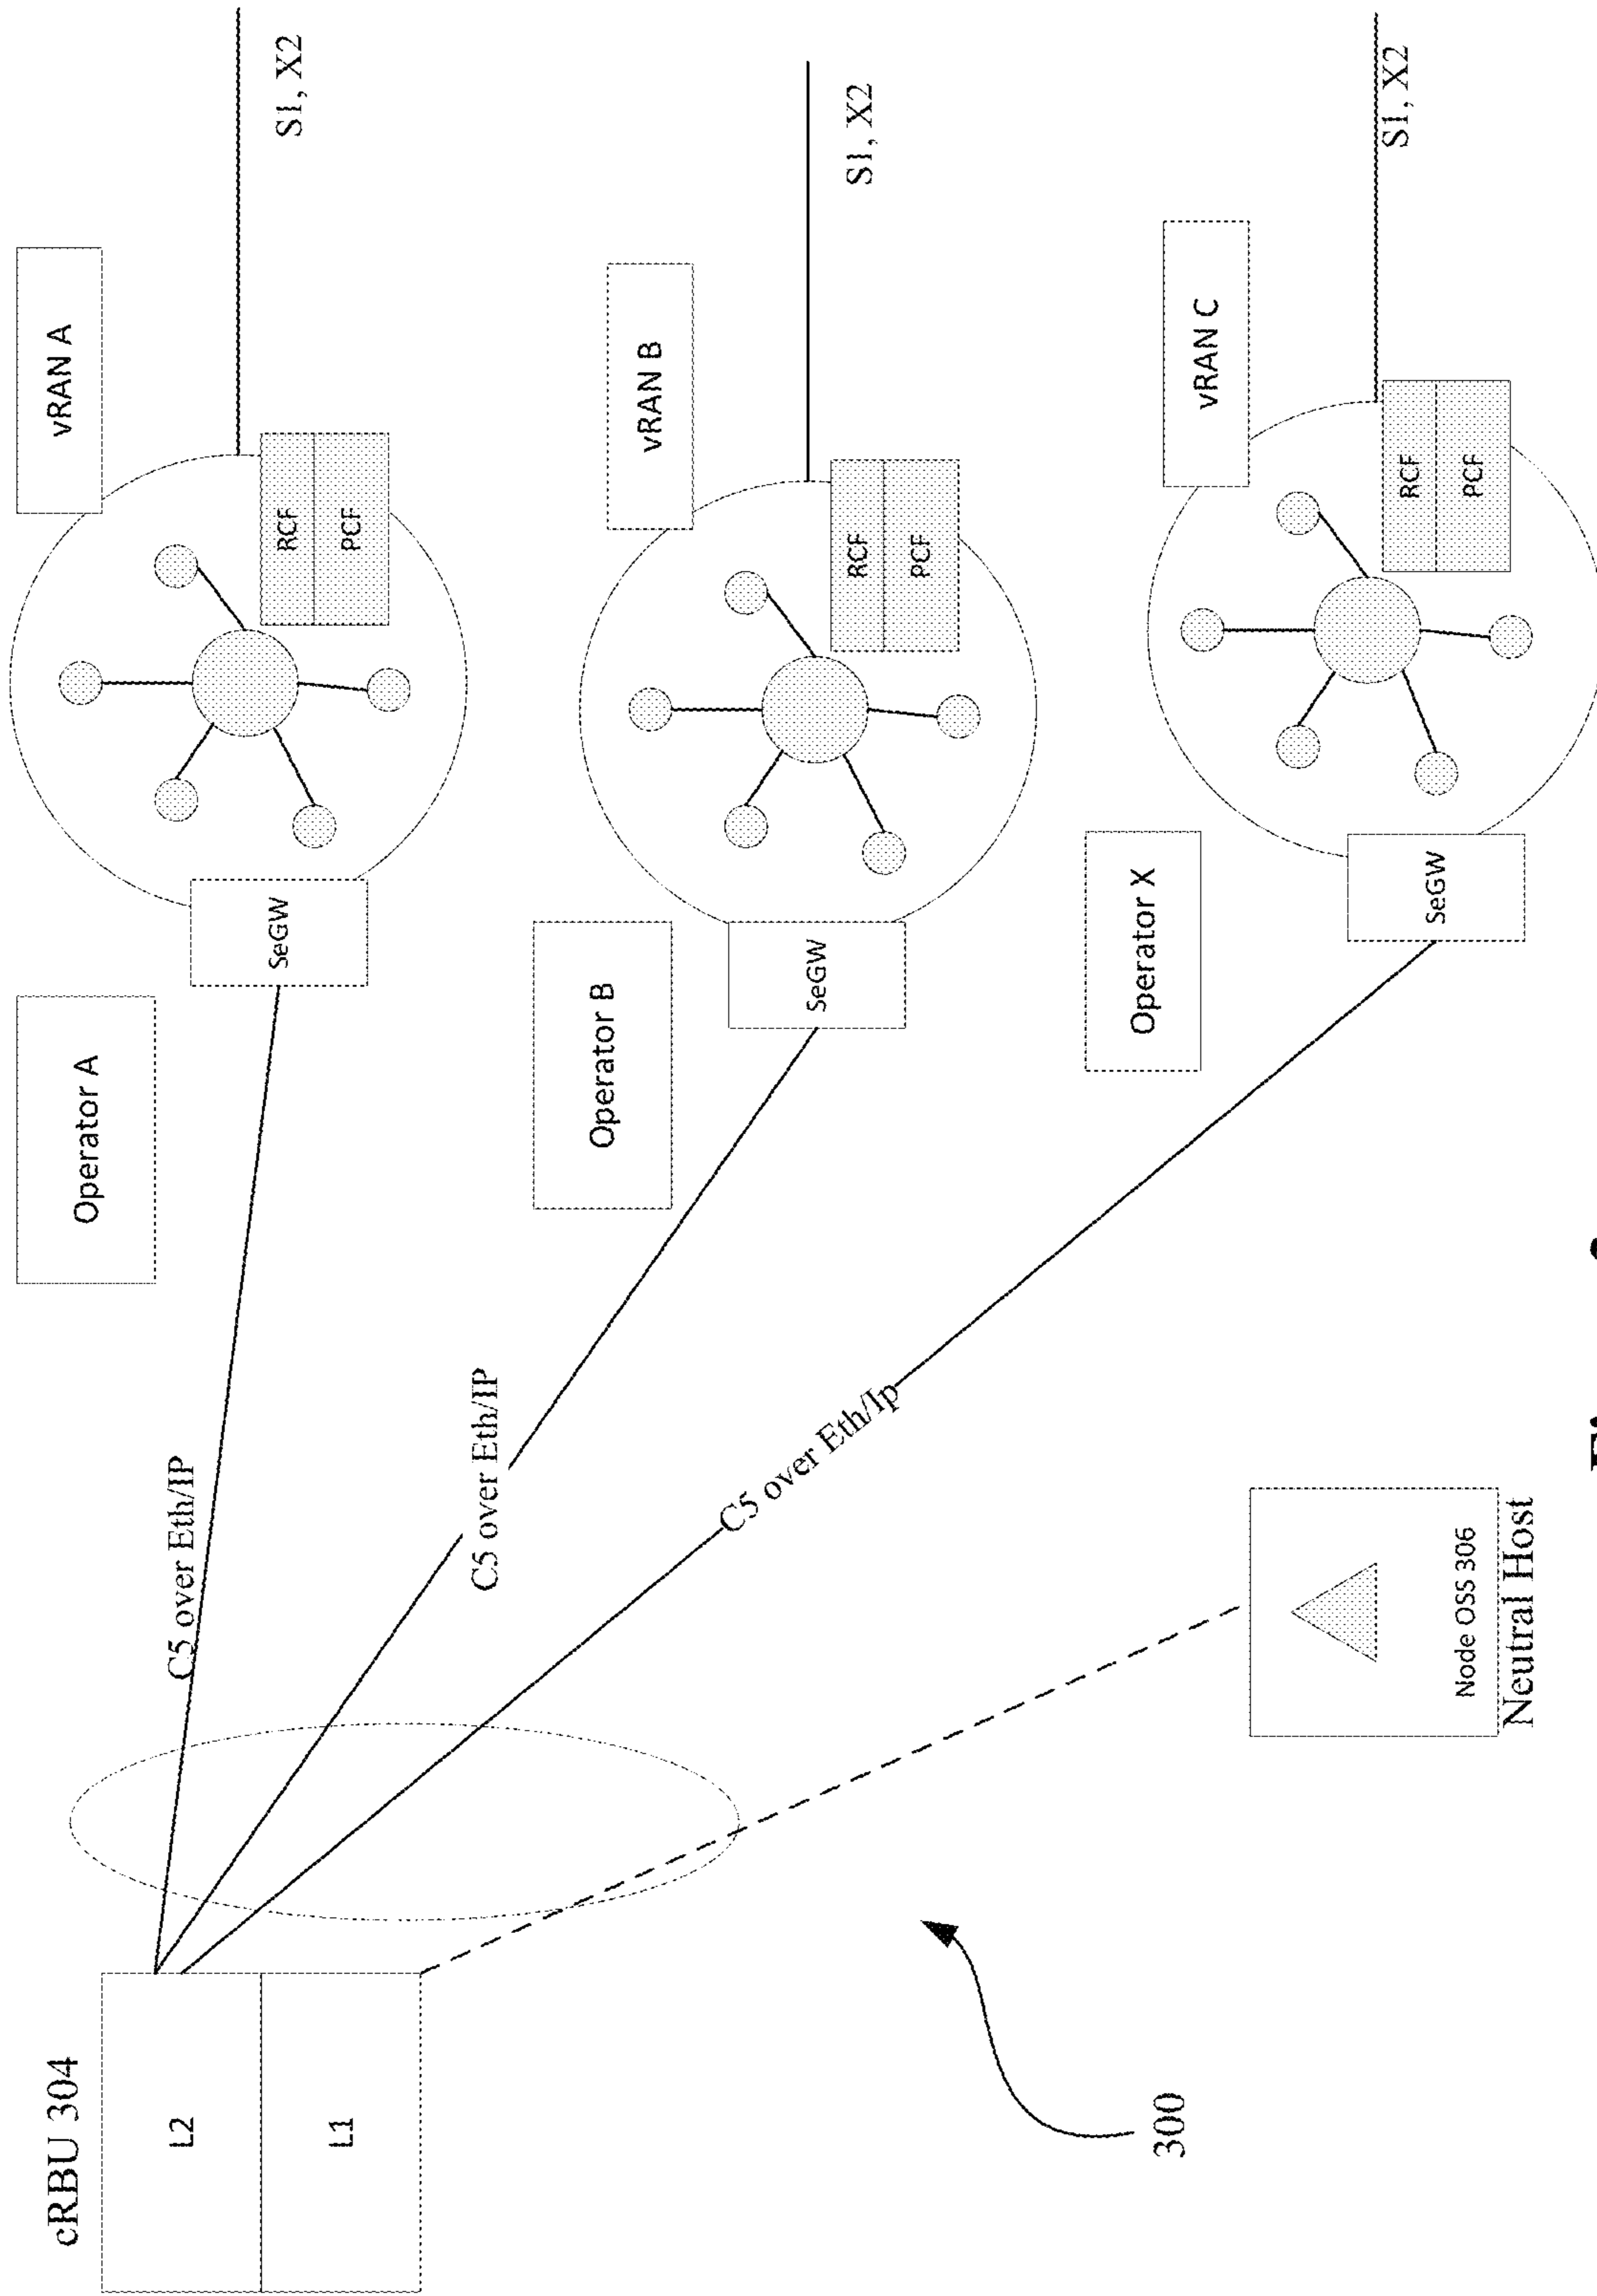 cRBU 304
L2
L1
C5 over Eth/IP
C5 over Eth/IP
C5 over Eth/Ip
Operator A
SeGW
vRAN A
RCF
PCF
S1, X2
Operator B
SeGW
vRAN B
RCF
PCF
S1, X2
Operator X
SeGW
vRAN C
RCF
PCF
S1, X2
Node OSS 306
Neutral Host
300